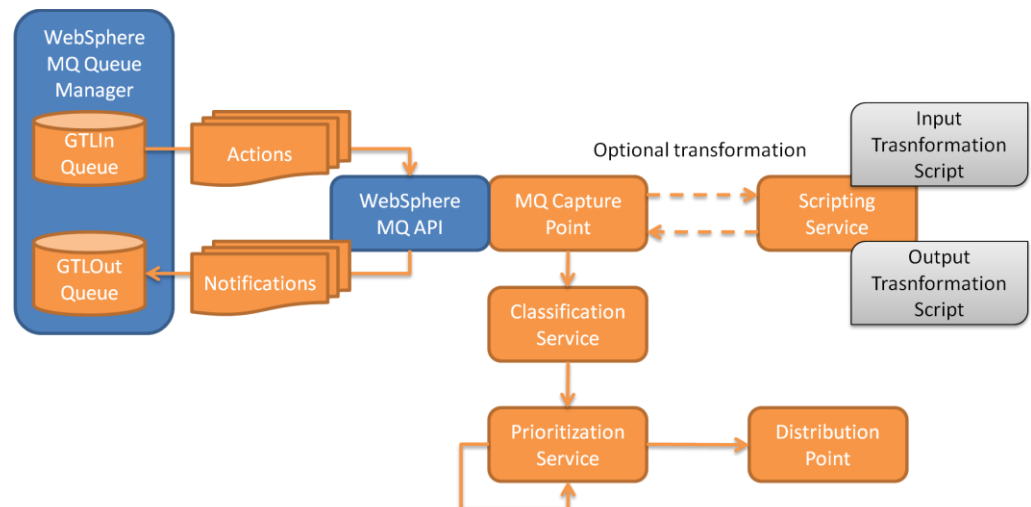 WebSphere
MQ Queue
Manager
GTLIn
Queue
Actions
GTLOut
Queue
Notifications
WebSphere
MQ API
MQ Capture
Point
Optional transformation
Scripting
Service
Input
Trasnformation
Script
Output
Trasnformation
Script
Classification
Service
Prioritization
Service
Distribution
Point